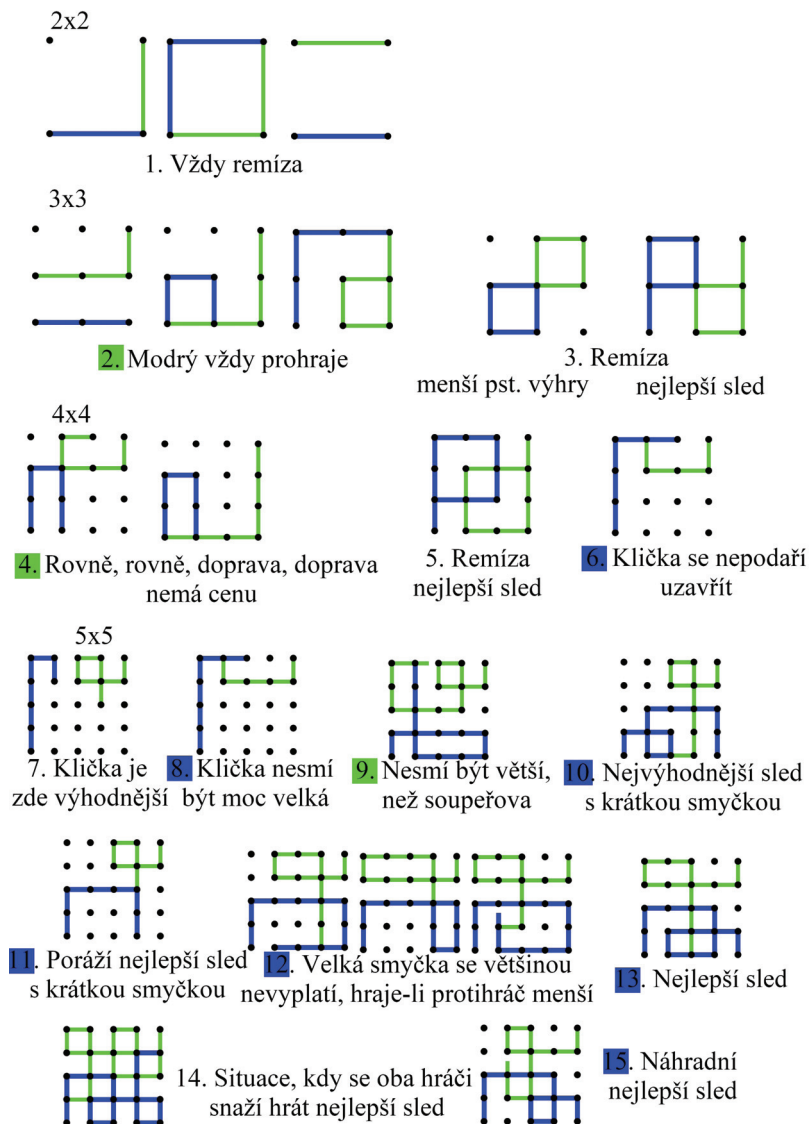 2x2
1. Vždy remíza
3x3
2. Modrý vždy prohraje
3. Remíza
menší pst. výhry
nejlepší sled
4x4
4. Rovně, rovně, doprava, doprava
nemá cenu
5. Remíza
nejlepší sled
6. Klička se nepodaří
uzavřít
5x5
7. Klička je
zde výhodnější
8. Klička nesmí
být moc velká
9. Nesmí být větší,
než soupeřova
10. Nejvýhodnější sled
s krátkou smyčkou
11. Poráží nejlepší sled
s krátkou smyčkou
12. Velká smyčka se většinou
nevyplatí, hraje-li protihráč menší
13. Nejlepší sled
14. Situace, kdy se oba hráči
snaží hrát nejlepší sled
15. Náhradní
nejlepší sled